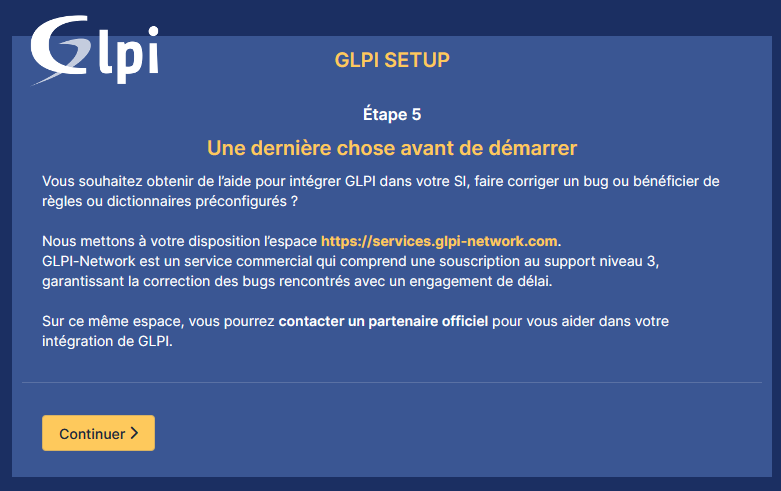 Glpi
GLPI SETUP
Étape 5
Une dernière chose avant de démarrer
Vous souhaitez obtenir de l’aide pour intégrer GLPI dans votre SI, faire corriger un bug ou bénéficier de
règles ou dictionnaires préconfigurés ?
Nous mettons à votre disposition l’espace https://services.glpi-network.com.
GLPI-Network est un service commercial qui comprend une souscription au support niveau 3,
garantissant la correction des bugs rencontrés avec un engagement de délai.
Sur ce même espace, vous pourrez contacter un partenaire officiel pour vous aider dans votre
intégration de GLPI.
Continuer